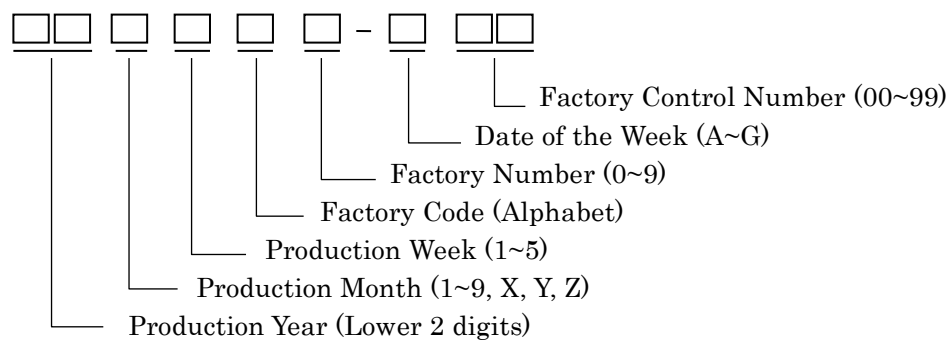 □□ □ □ □ □ – □ □□
Factory Control Number (00~99)
Date of the Week (A~G)
Factory Number (0~9)
Factory Code (Alphabet)
Production Week (1~5)
Production Month (1~9, X, Y, Z)
Production Year (Lower 2 digits)